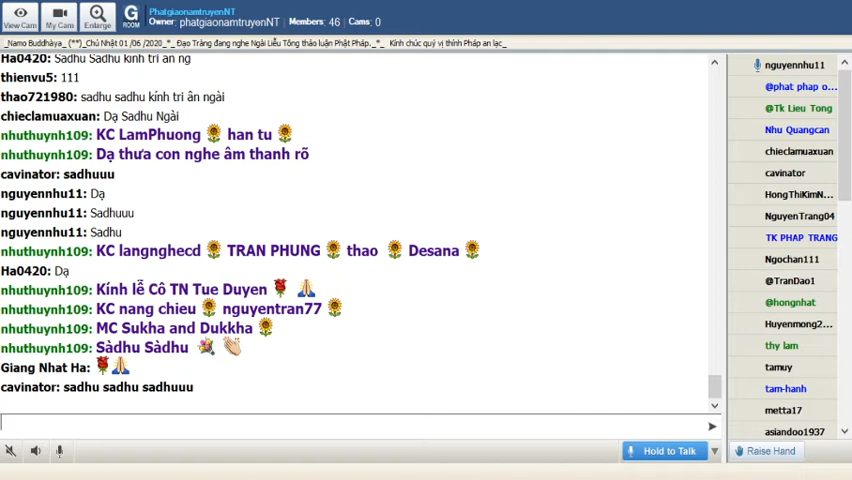 View Cam
My Cam
Enlarge
G
ROOM
PhatgiaonamtruyenNT
Owner: phatgiaonamtruyenNT Members: 46 Cams: 0
_Namo Buddhàya_ (**)_Chủ Nhật 01 /06 /2020_*_ Đạo Tràng đang nghe Ngài Liễu Tông thảo luận Phật Pháp._*_ Kính chúc quý vị thính Pháp an lạc_
Ha0420: Sadhu Sadhu kinh tri ân ng
thienvu5: 111
thao721980: sadhu sadhu kính tri ân ngài
chieclamuaxuan: Dạ Sadhu Ngài
nhuthuynh109: KC LamPhuong 🌻 han tu 🌻
nhuthuynh109: Dạ thưa con nghe âm thanh rõ
cavinator: sadhuuu
nguyennhu11: Dạ
nguyennhu11: Sadhuuu
nguyennhu11: Sadhu
nhuthuynh109: KC langnghecd 🌻 TRAN PHUNG 🌻 thao 🌻 Desana 🌻
Ha0420: Dạ
nhuthuynh109: Kính lễ Cô TN Tue Duyen 🌹 🙏
nhuthuynh109: KC nang chieu 🌻 nguyentran77 🌻
nhuthuynh109: MC Sukha and Dukkha 🌻
nhuthuynh109: Sàdhu Sàdhu 💐 👏
Giang Nhat Ha: 🌹🙏
cavinator: sadhu sadhu sadhuuu
Hold to Talk
nguyennhu11
@phat phap o...
@Tk Lieu Tong
Nhu Quangcan
chieclamuaxuan
cavinator
HongThiKimN...
NguyenTrang04
TK PHAP TRANG
Ngochan111
@TranDao1
@hongnhat
Huyenmong2...
thy lam
tamuy
tam-hanh
metta17
asiandoo1937
Raise Hand